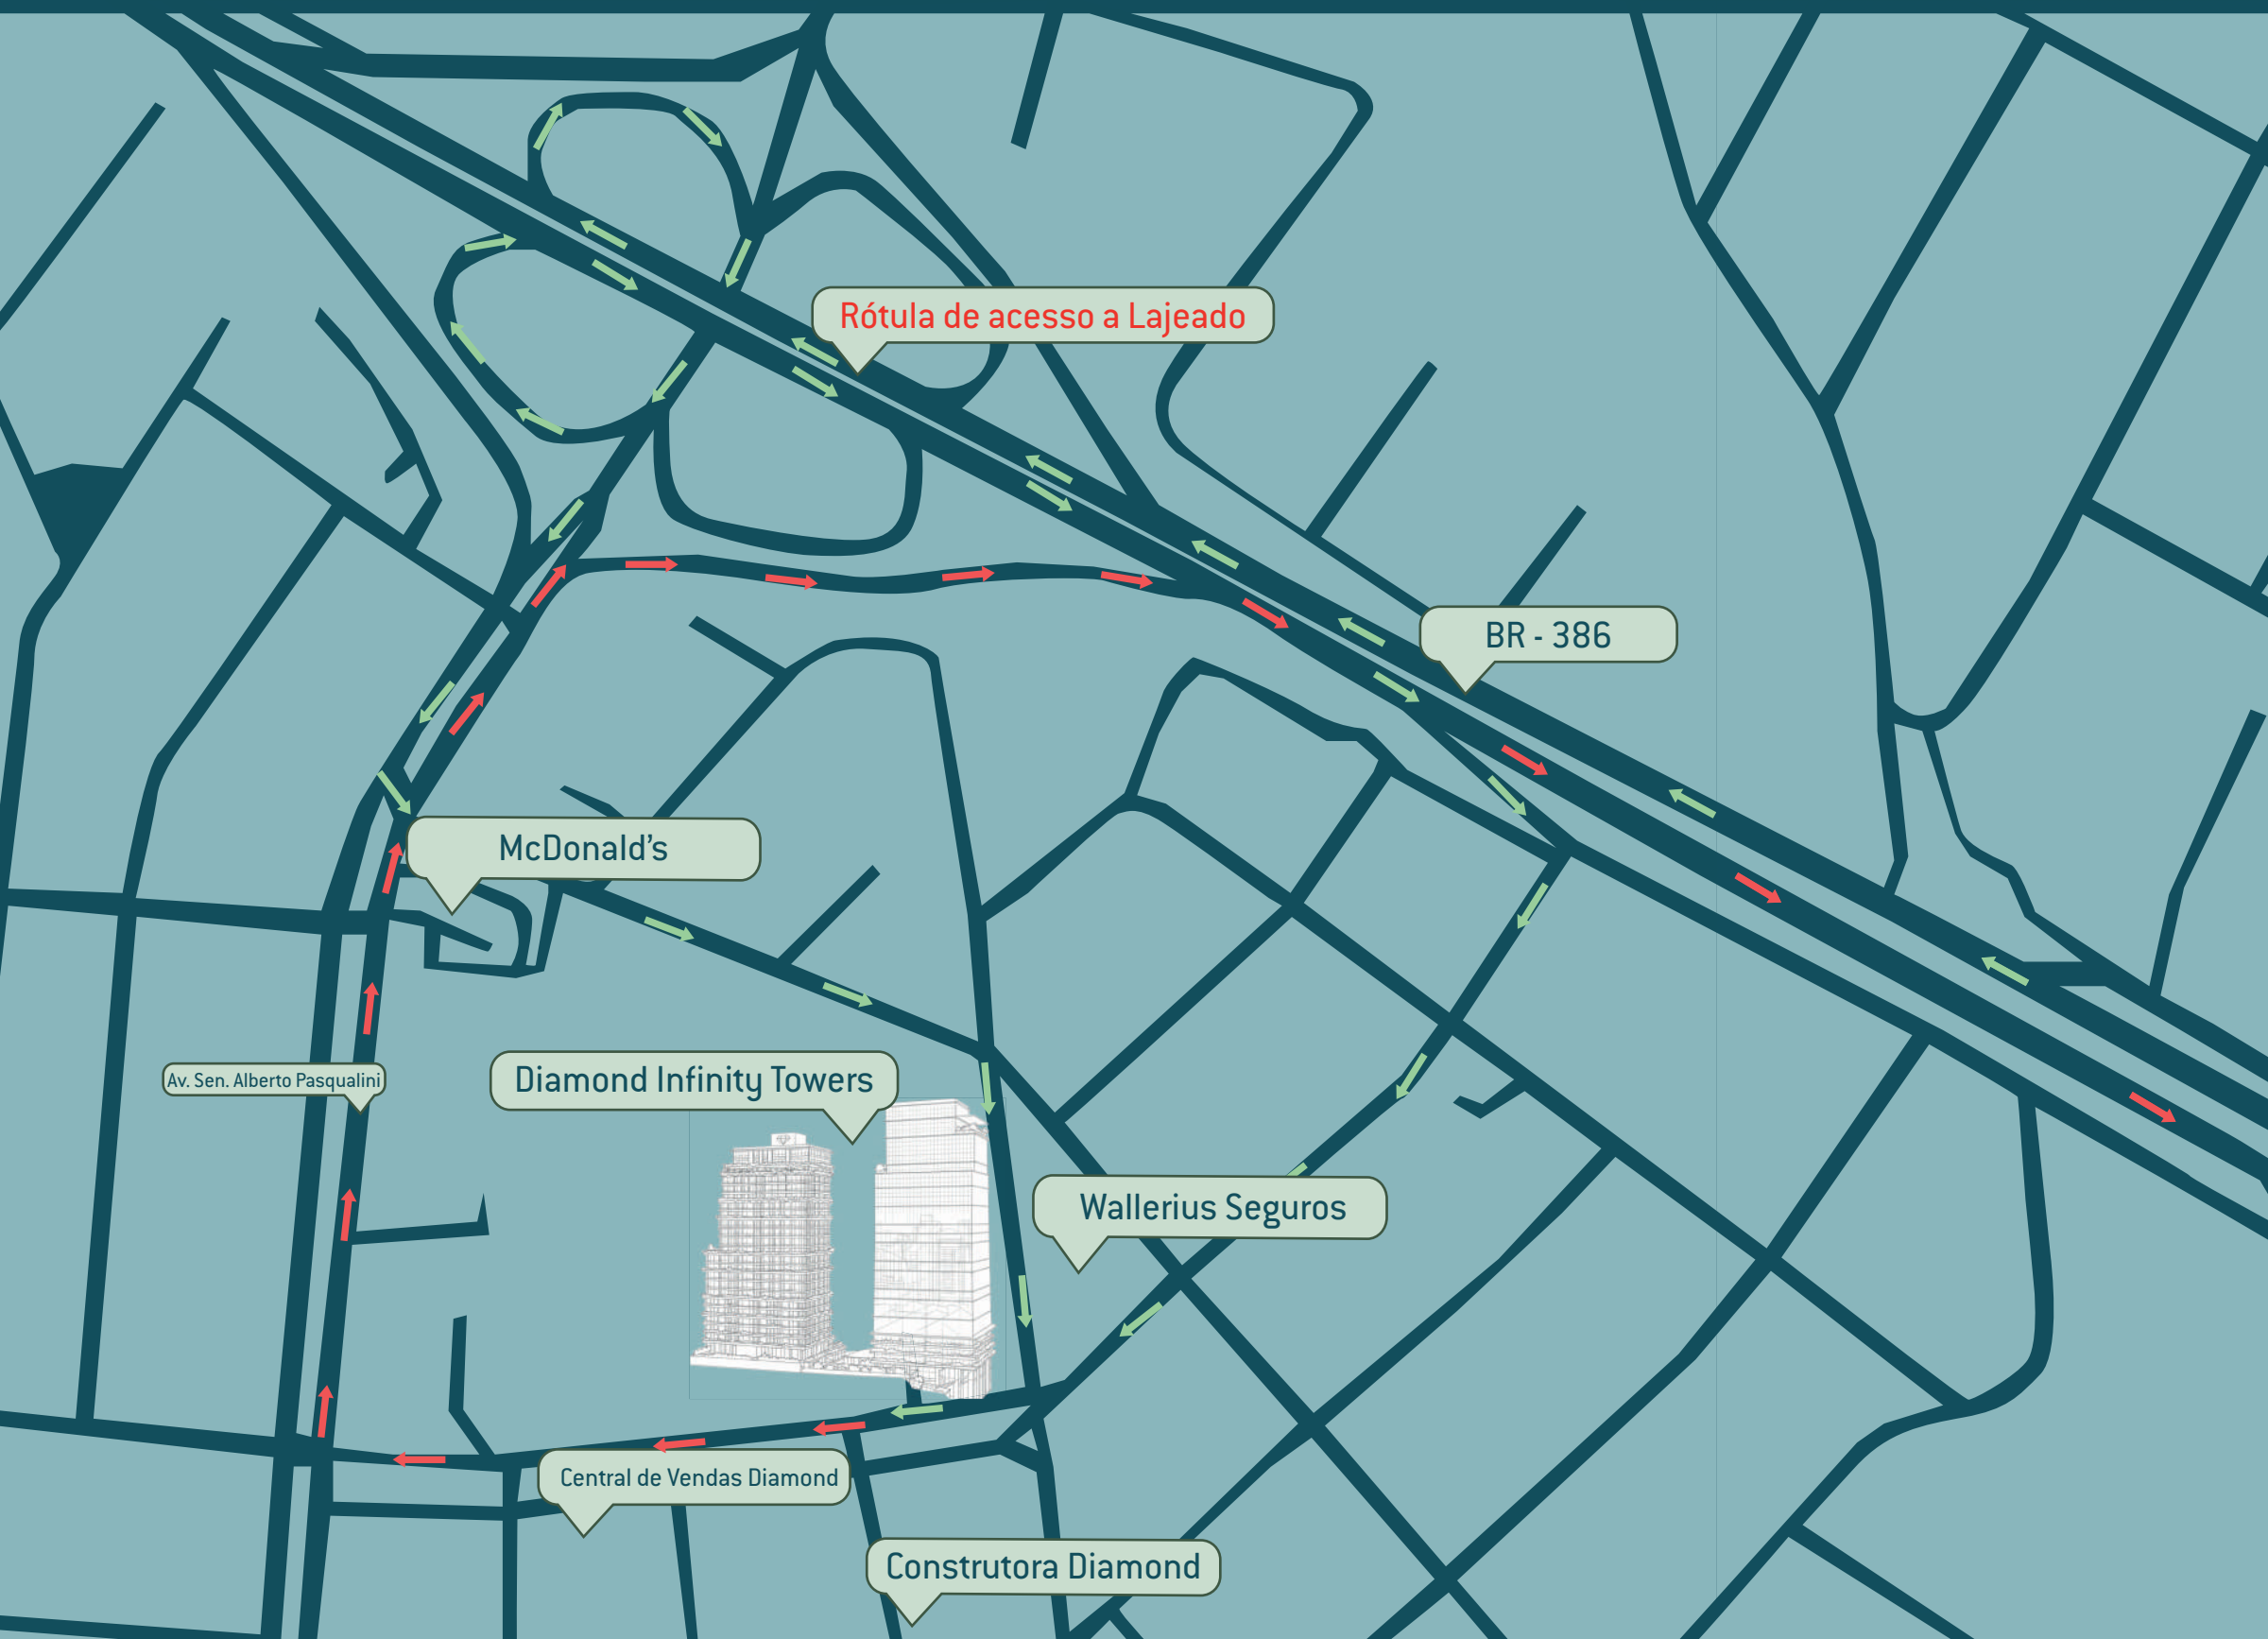 Rótula de acesso a Lajeado
BR - 386
McDonald’s
Av. Sen. Alberto Pasqualini
Diamond Infinity Towers
Wallerius Seguros
Central de Vendas Diamond
Construtora Diamond